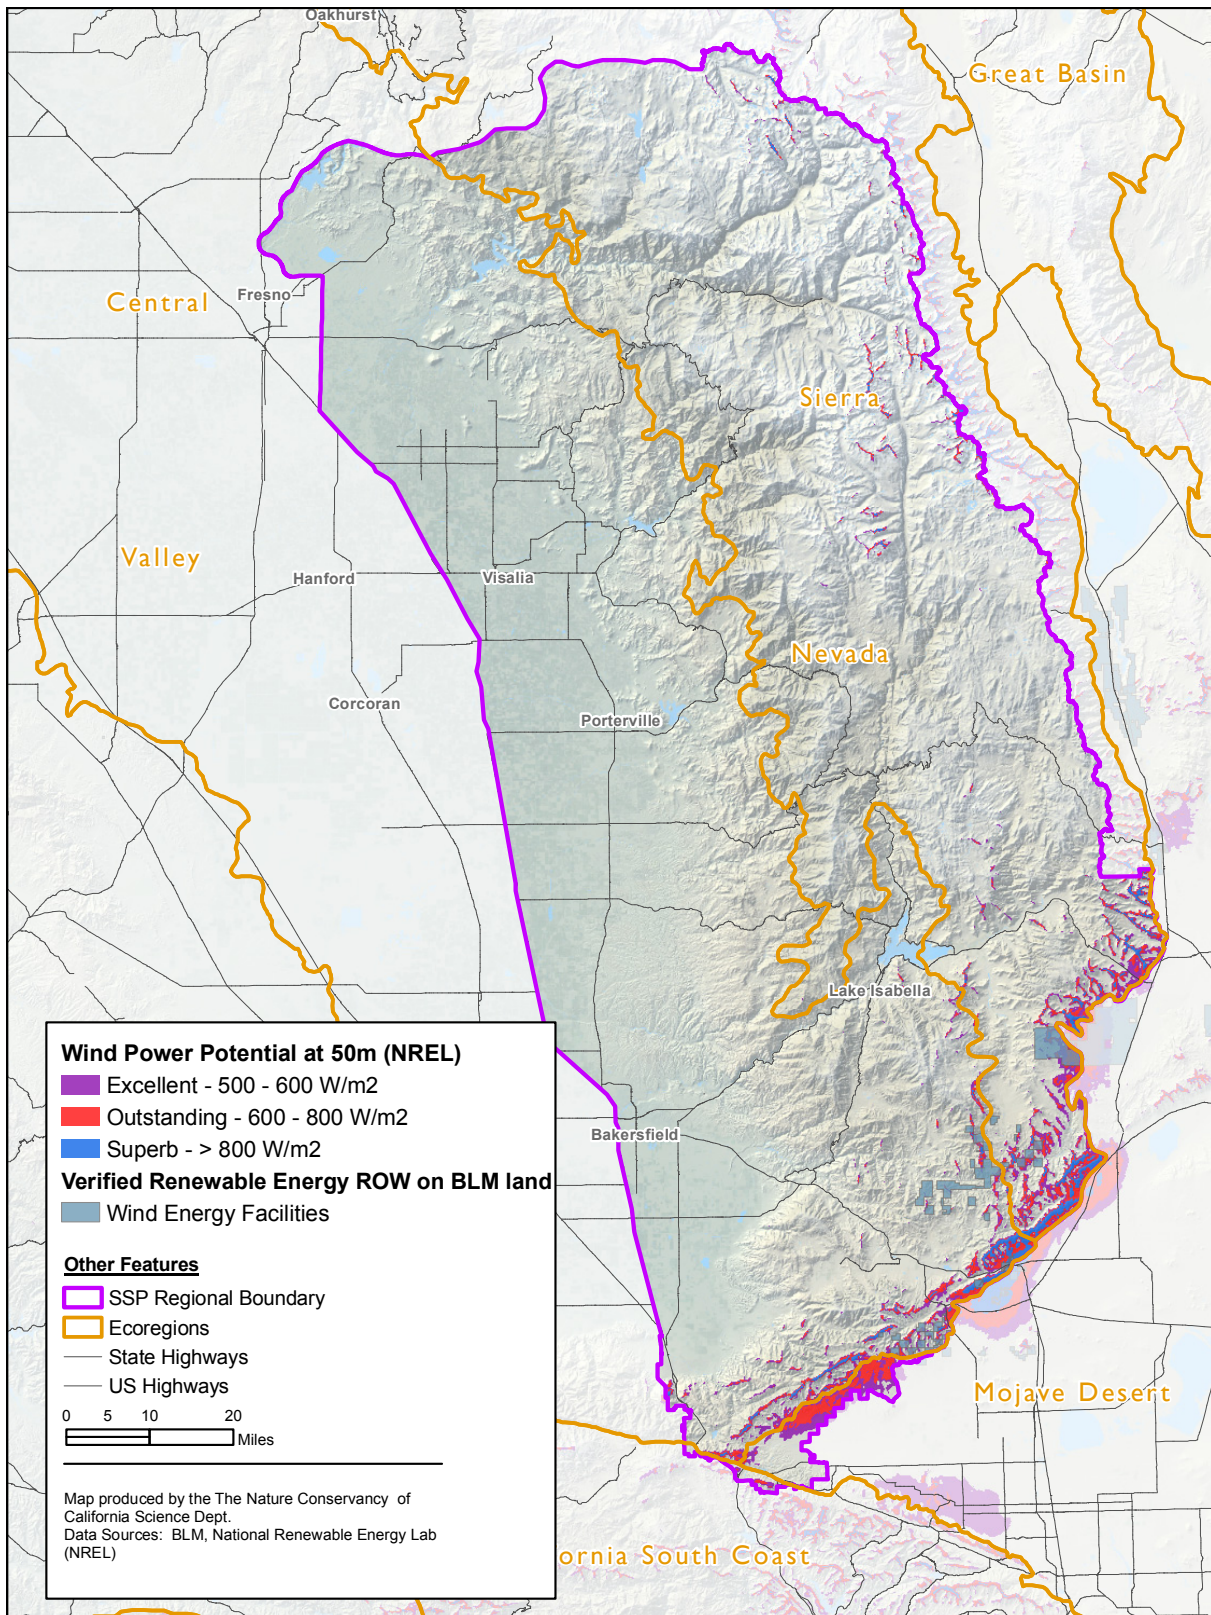 Oakhurst
Great Basin
Central
Fresno
Sierra
Valley
Hanford
Visalia
Nevada
Corcoran
Porterville
Lake Isabella
Bakersfield
Mojave Desert
ornia South Coast
Wind Power Potential at 50m (NREL)
Excellent - 500 - 600 W/m2
Outstanding - 600 - 800 W/m2
Superb - > 800 W/m2
Verified Renewable Energy ROW on BLM land
Wind Energy Facilities
Other Features
SSP Regional Boundary
Ecoregions
State Highways
US Highways
0 5 10 20
Miles
Map produced by the The Nature Conservancy of
California Science Dept.
Data Sources: BLM, National Renewable Energy Lab
(NREL)